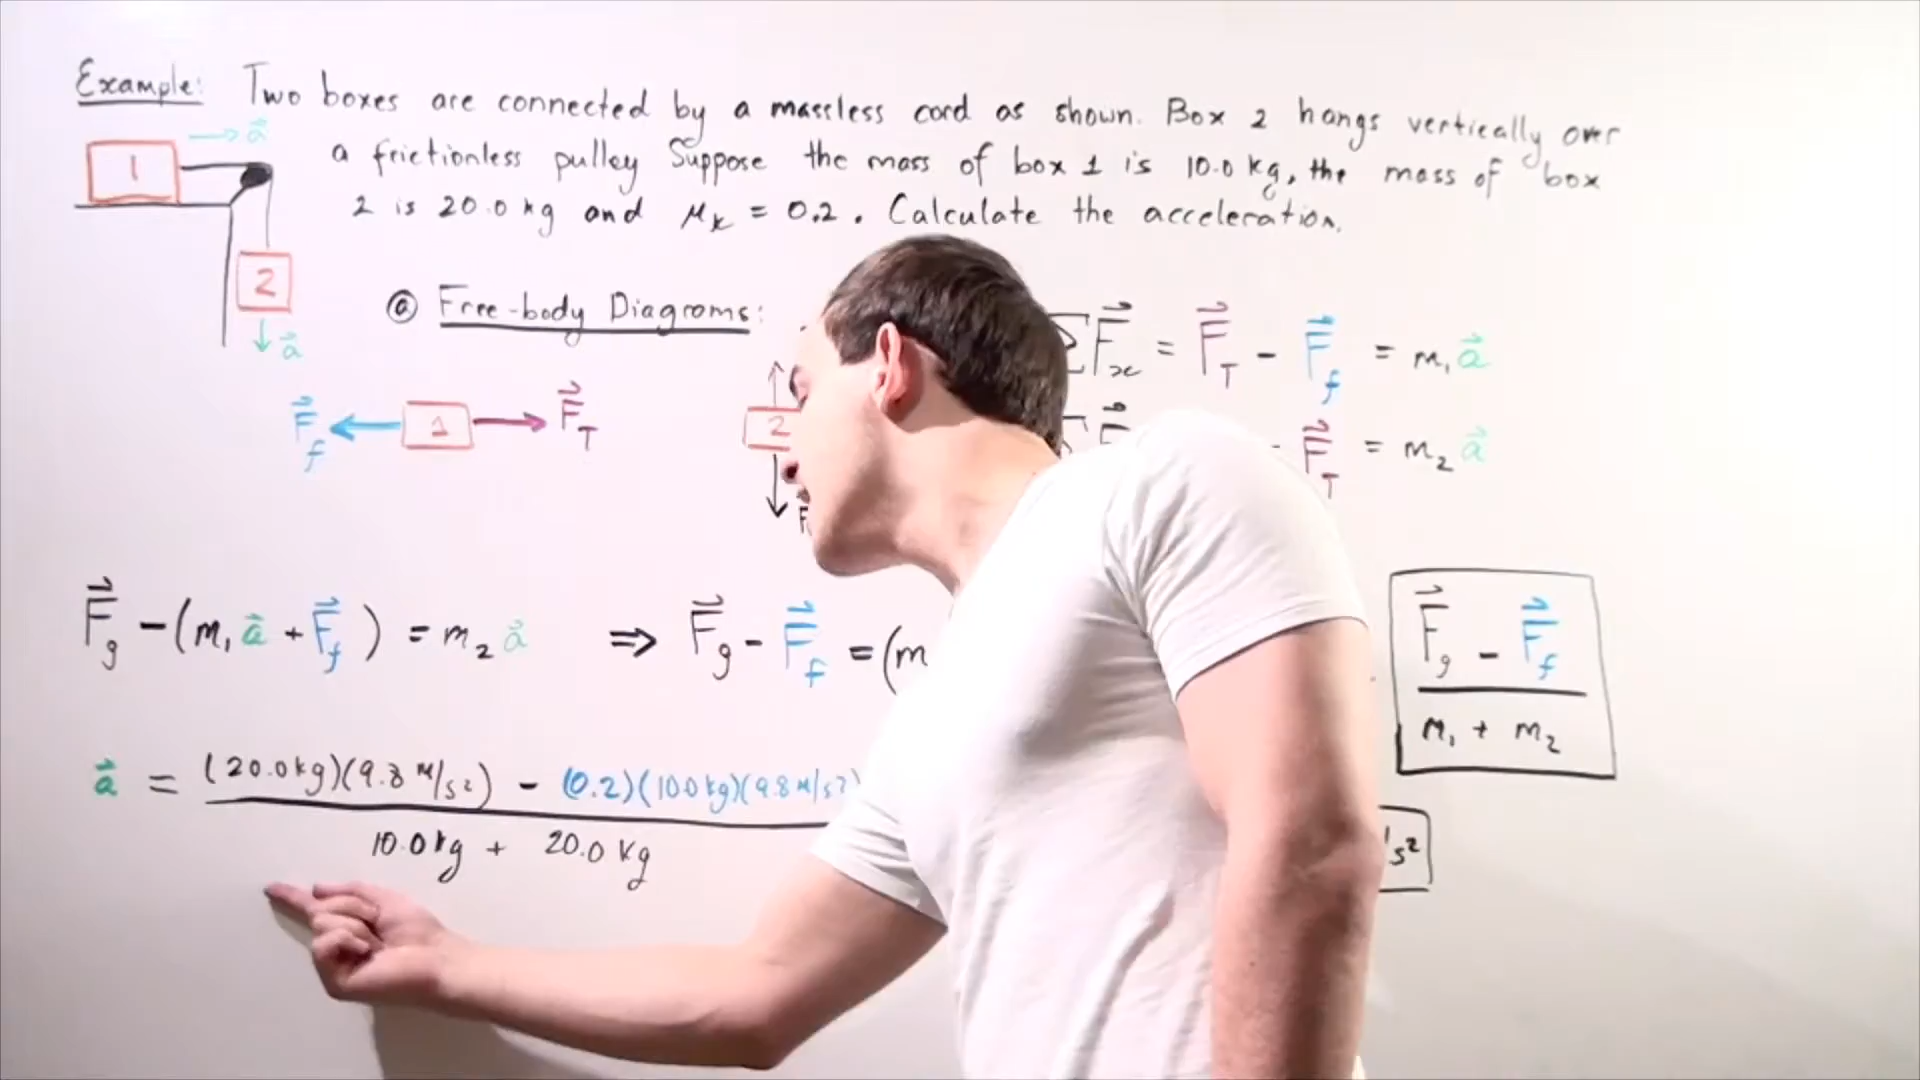 Example: Two boxes are connected by a massless cord as shown. Box 2 hangs vertically over
a frictionless pulley Suppose the mass of box 1 is 10.0 kg, the mass of box
2 is 20.0 kg and μk = 0.2. Calculate the acceleration.
1
a
2
a
ⓐ Free-body Diagrams:
Ff 1 FT
2
ΣFx = FT - Ff = m1 a
- FT = m2 a
Fg - (m1 a + Ff) = m2 a ⇒ Fg - Ff = (m
Fg - Ff
m1 + m2
a = (20.0 kg)(9.8 m/s2) - (0.2)(10.0 kg)(9.8 m/s2)
10.0 kg + 20.0 kg
/s2